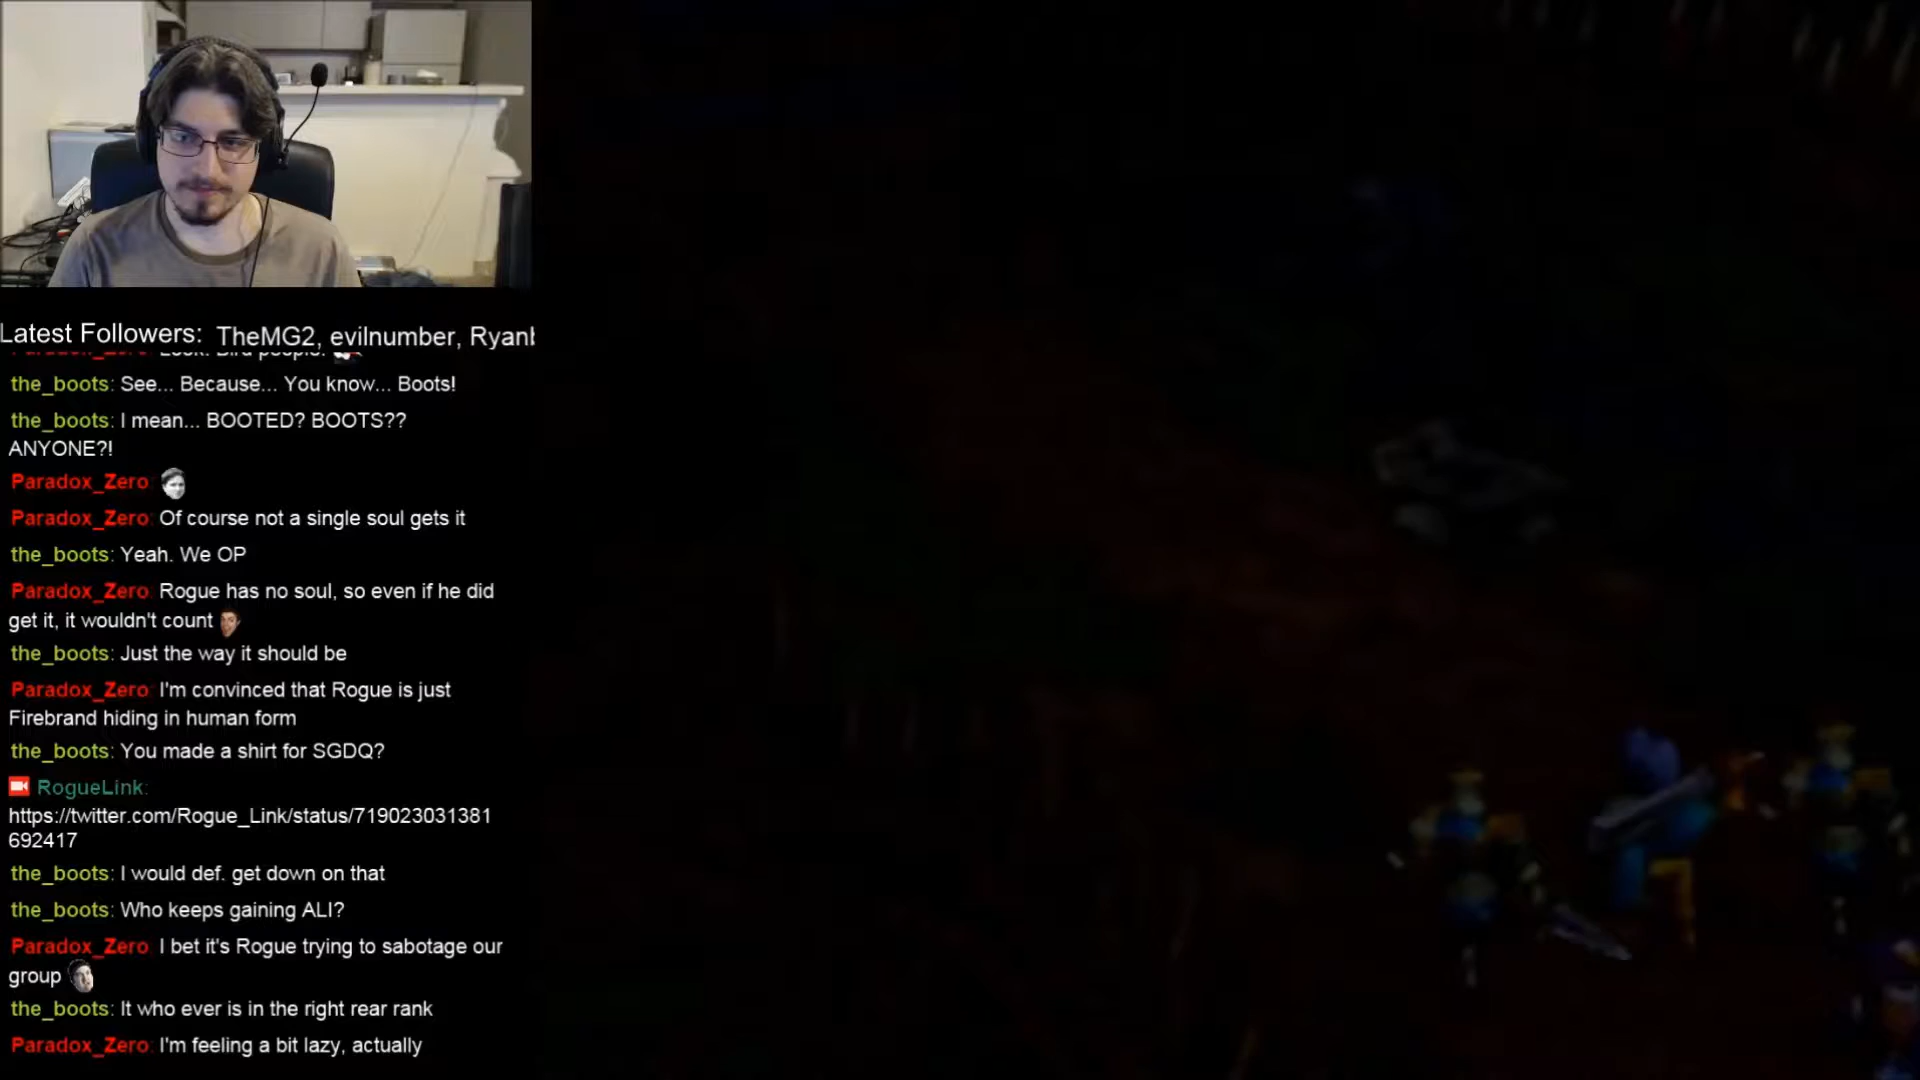 Latest Followers: TheMG2, evilnumber, Ryan
Paradox_Zero: Look! Bird people.
the_boots: See... Because... You know... Boots!
the_boots: I mean... BOOTED? BOOTS??
ANYONE?!
Paradox_Zero
Paradox_Zero: Of course not a single soul gets it
the_boots: Yeah. We OP
Paradox_Zero: Rogue has no soul, so even if he did
get it, it wouldn't count
the_boots: Just the way it should be
Paradox_Zero: I'm convinced that Rogue is just
Firebrand hiding in human form
the_boots: You made a shirt for SGDQ?
RogueLink:
https://twitter.com/Rogue_Link/status/719023031381
692417
the_boots: I would def. get down on that
the_boots: Who keeps gaining ALI?
Paradox_Zero: I bet it's Rogue trying to sabotage our
group
the_boots: It who ever is in the right rear rank
Paradox_Zero: I'm feeling a bit lazy, actually